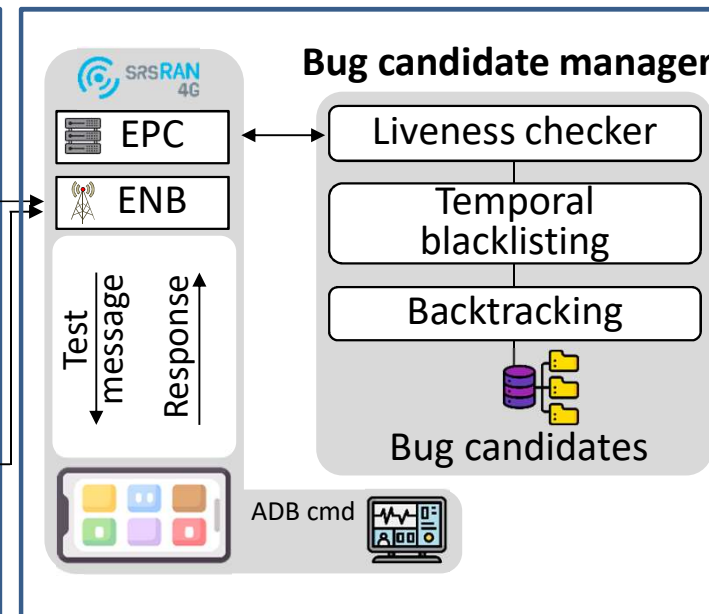 SRSRAN
4G
EPC
ENB
Test
message
Response
ADB cmd
Bug candidate manager
Liveness checker
Temporal
blacklisting
Backtracking
Bug candidates